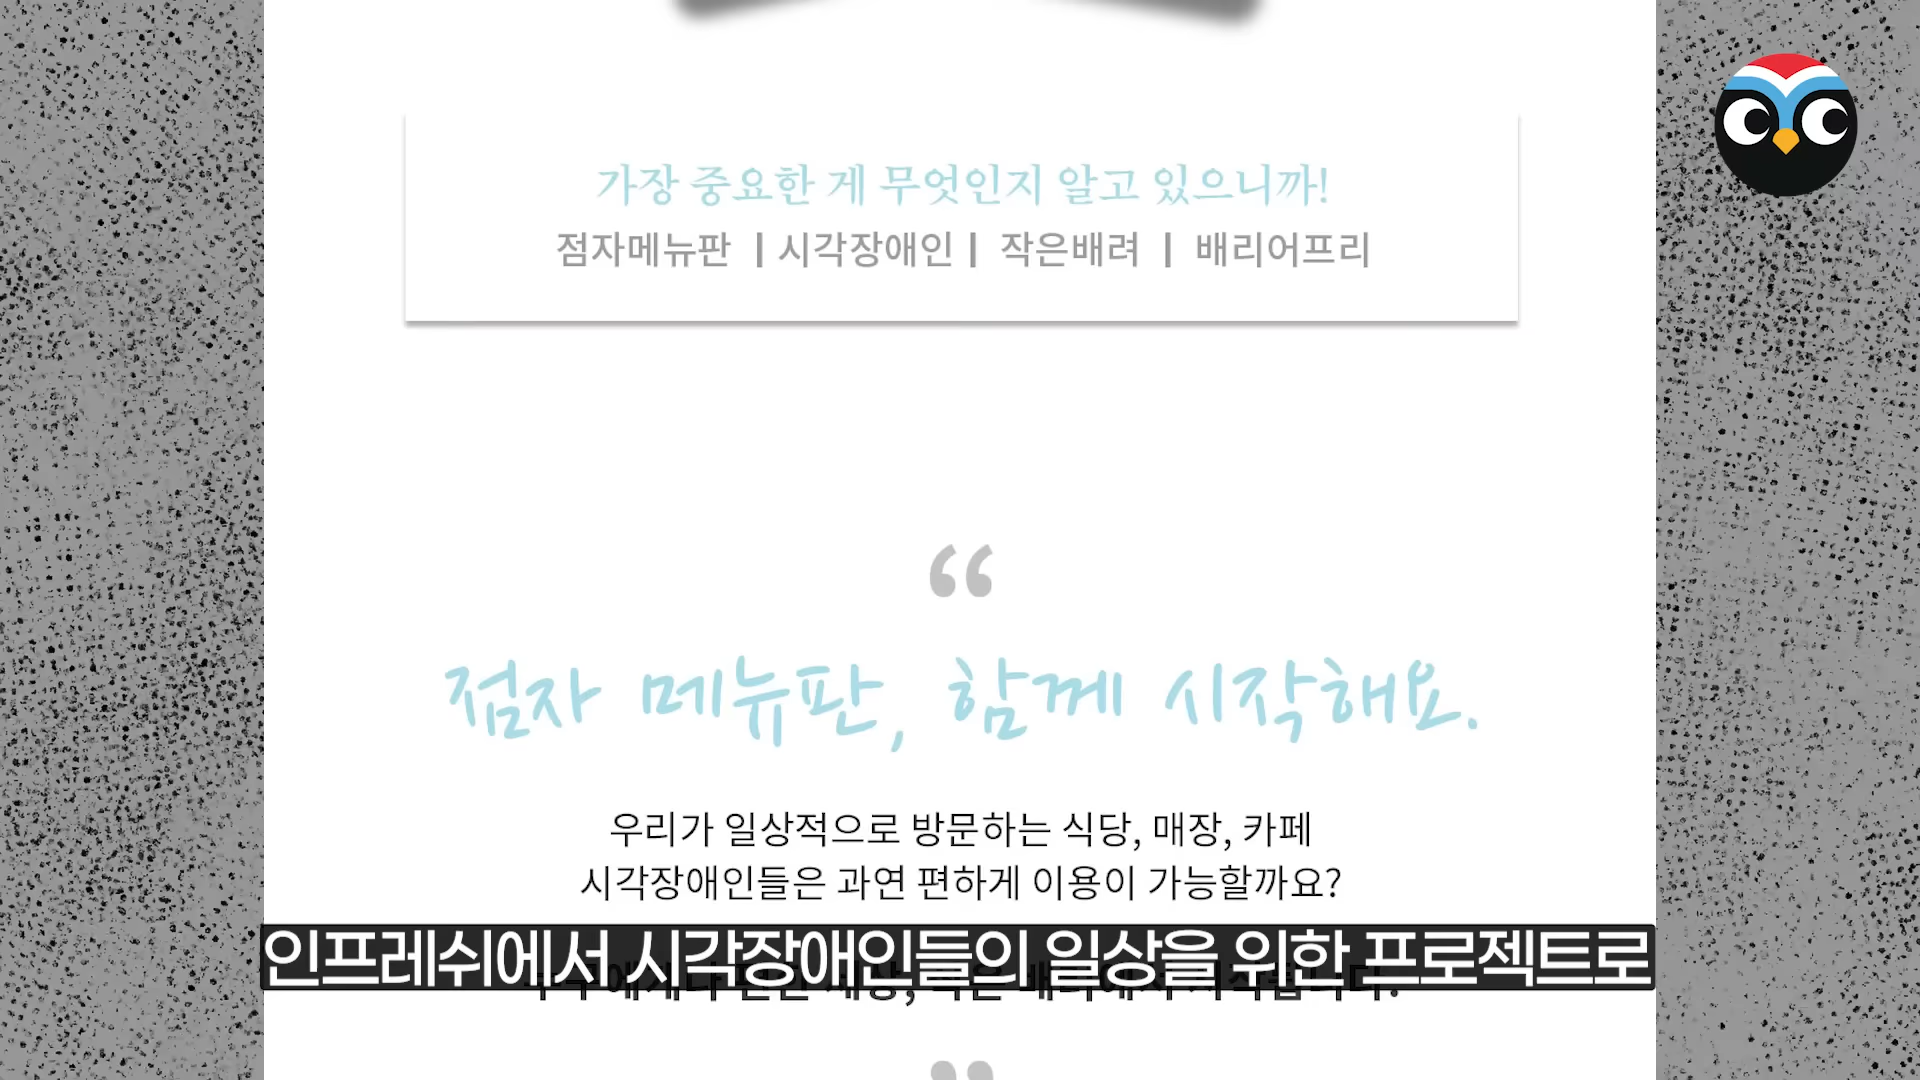 가장 중요한 게 무엇인지 알고 있으니까!
점자메뉴판 | 시각장애인 | 작은배려 | 배리어프리
“
점자 메뉴판, 함께 시작해요.
우리가 일상적으로 방문하는 식당, 매장, 카페
시각장애인들은 과연 편하게 이용이 가능할까요?
인프레쉬에서 시각장애인들의 일상을 위한 프로젝트로